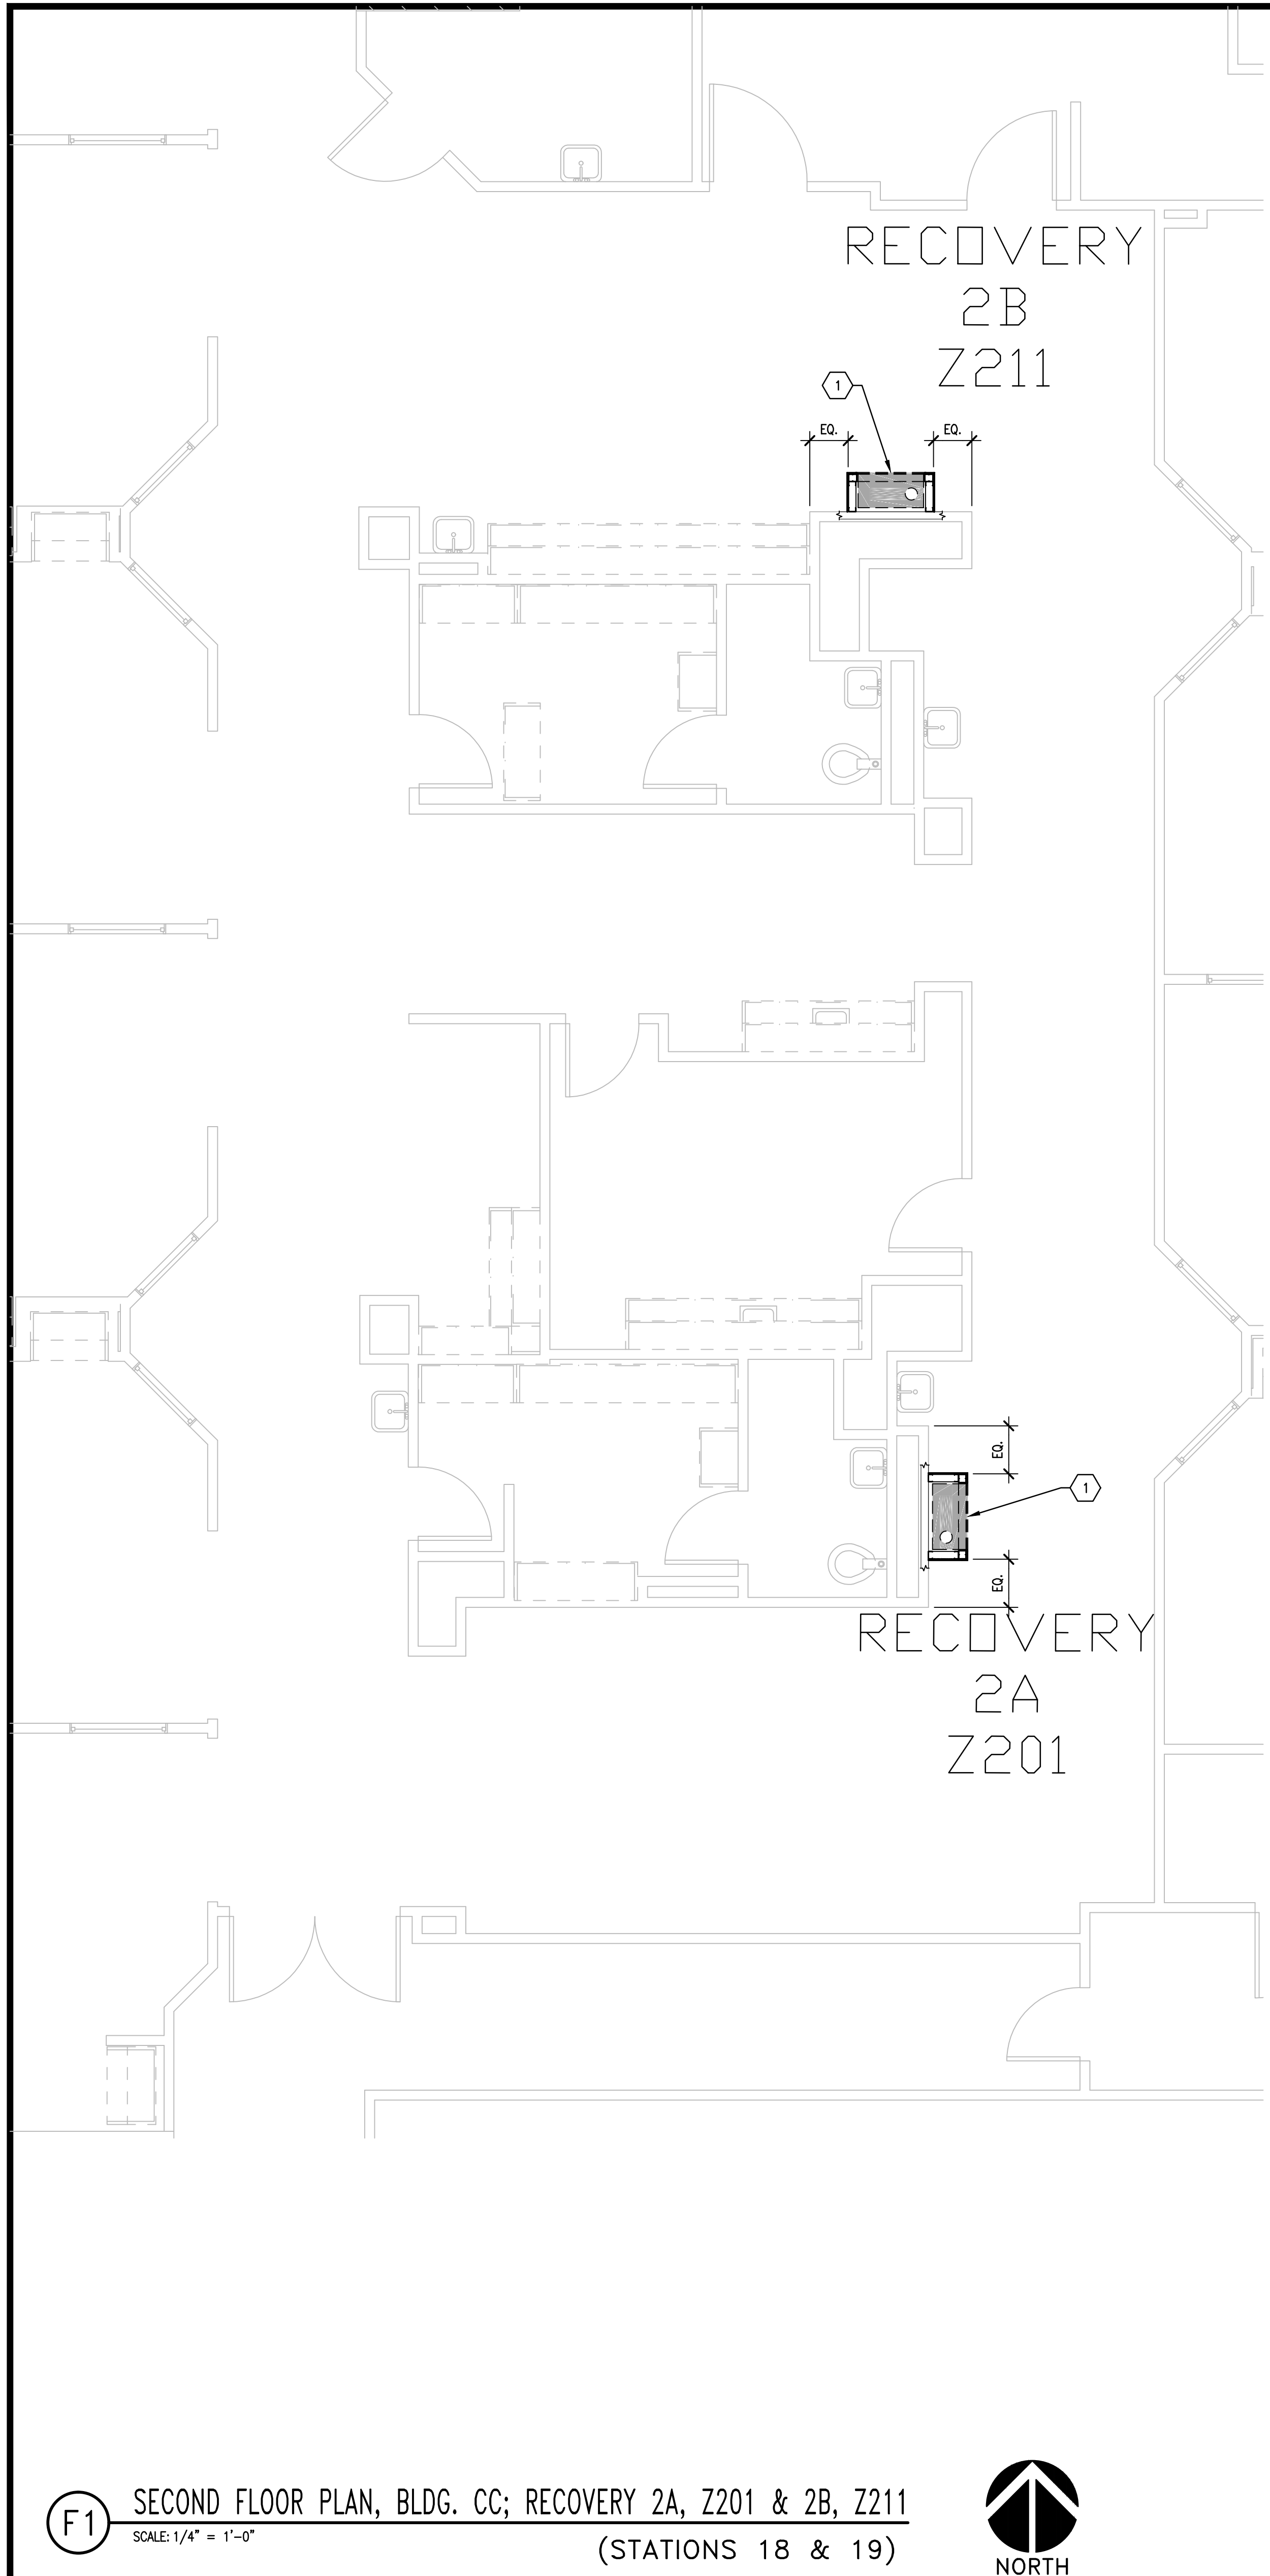 RECOVERY
2B
Z211
1
EQ.
EQ.
EQ.
1
EQ.
RECOVERY
2A
Z201
F1
SECOND FLOOR PLAN, BLDG. CC; RECOVERY 2A, Z201 & 2B, Z211
SCALE: 1/4" = 1'-0"
(STATIONS 18 & 19)
NORTH